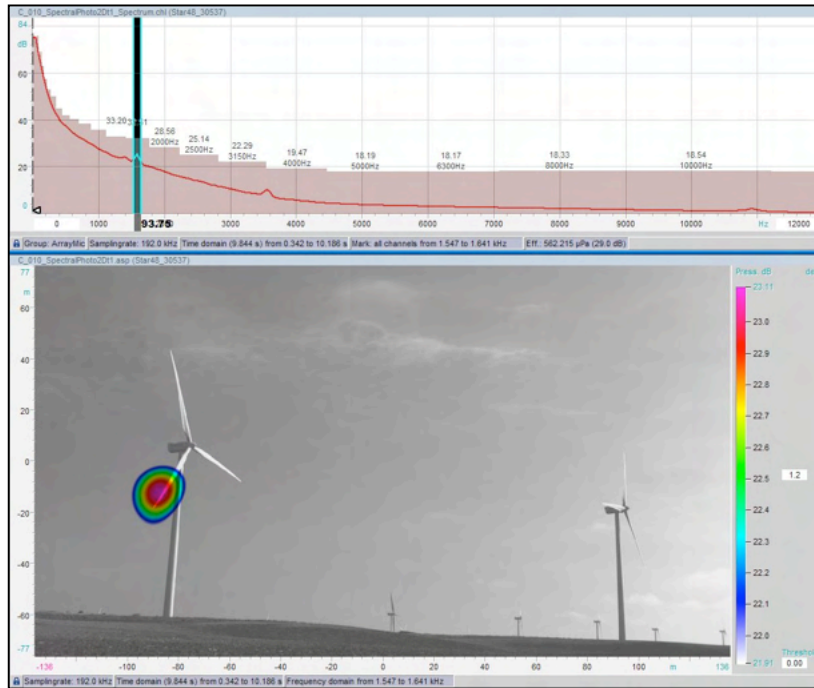 C_010_SpectralPhoto2Dt1_Spectrum.chl (Star48_30537)
84.
dB
60
40
20
0
33.20
28.56
2000Hz
25.14
2500Hz
22.29
3150Hz
19.47
4000Hz
18.19
5000Hz
18.17
6300Hz
18.33
8000Hz
18.54
10000Hz
0 1000 93.75 3000 4000 5000 6000 7000 8000 9000 10000 Hz 12000
Group: ArrayMic Samplingrate: 192.0 kHz Time domain (9.844 s) from 0.342 to 10.186 s Mark: all channels from 1.547 to 1.641 kHz Eff.: 562.215 µPa (29.0 dB)
C_010_SpectralPhoto2Dt1.asp (Star48_30537)
77
m
60
40
20
0
-20
-40
-60
-77
-136 -100 -80 -60 -40 -20 0 20 40 60 80 100 m 136
Press. dB de
23.11
23.0
22.9
22.8
22.7
22.6
22.5
22.4
22.3
22.2
22.1
22.0
21.91
1.2
Threshold
0.00
Samplingrate: 192.0 kHz Time domain (9.844 s) from 0.342 to 10.186 s Frequency domain from 1.547 to 1.641 kHz